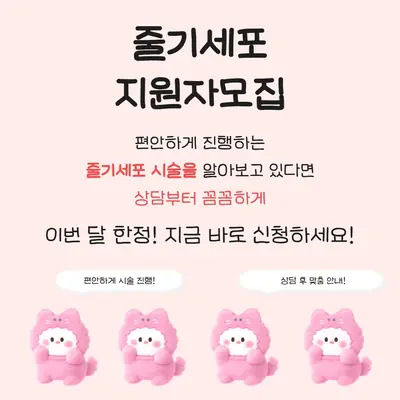 줄기세포
지원자모집
편안하게 진행하는
줄기세포 시술을 알아보고 있다면
상담부터 꼼꼼하게
이번 달 한정! 지금 바로 신청하세요!
편안하게 시술 진행!
상담 후 맞춤 안내!